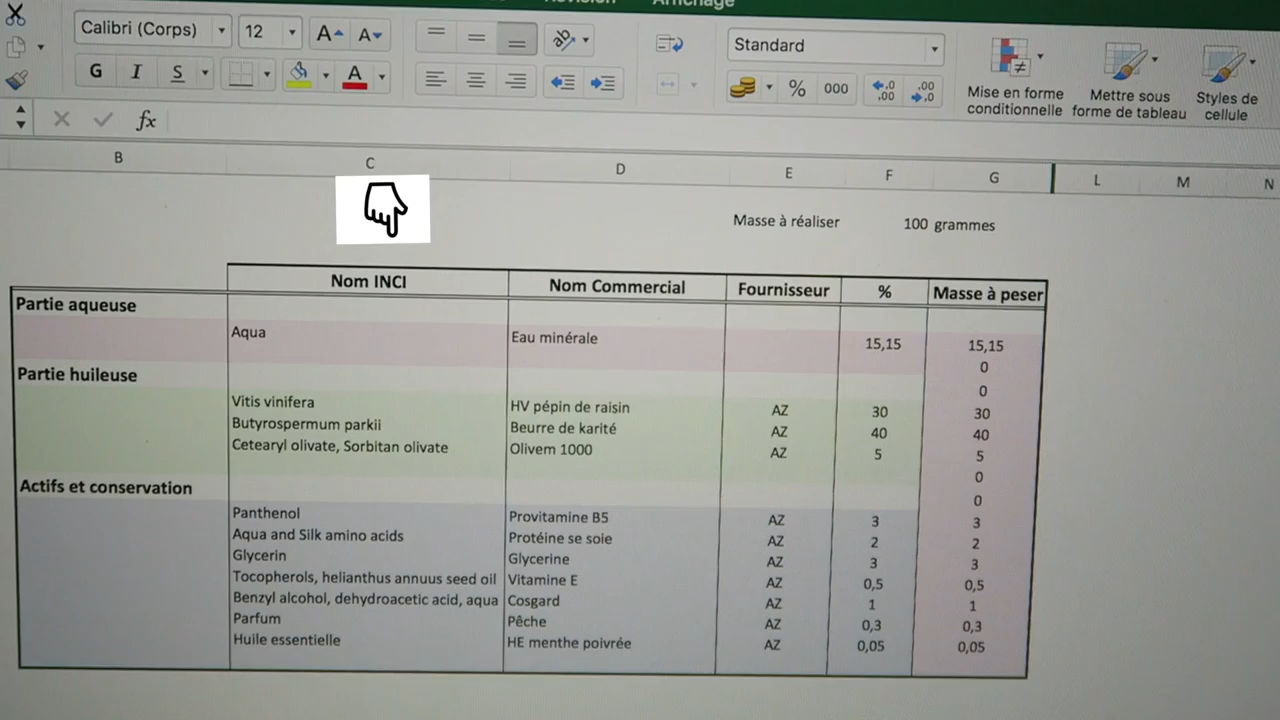 Affichage
Calibri (Corps) 12 A A Standard
G I S A % 000 ,0 ,00 ,00 ,0
Mise en forme conditionnelle
Mettre sous forme de tableau
Styles de cellule
fx
B C D E F G L M N
Masse à réaliser 100 grammes
Nom INCI Nom Commercial Fournisseur % Masse à peser
Partie aqueuse
Aqua Eau minérale 15,15 15,15
0
Partie huileuse
0
Vitis vinifera HV pépin de raisin AZ 30 30
Butyrospermum parkii Beurre de karité AZ 40 40
Cetearyl olivate, Sorbitan olivate Olivem 1000 AZ 5 5
0
Actifs et conservation
0
Panthenol Provitamine B5 AZ 3 3
Aqua and Silk amino acids Protéine se soie AZ 2 2
Glycerin Glycerine AZ 3 3
Tocopherols, helianthus annuus seed oil Vitamine E AZ 0,5 0,5
Benzyl alcohol, dehydroacetic acid, aqua Cosgard AZ 1 1
Parfum Pêche AZ 0,3 0,3
Huile essentielle HE menthe poivrée AZ 0,05 0,05